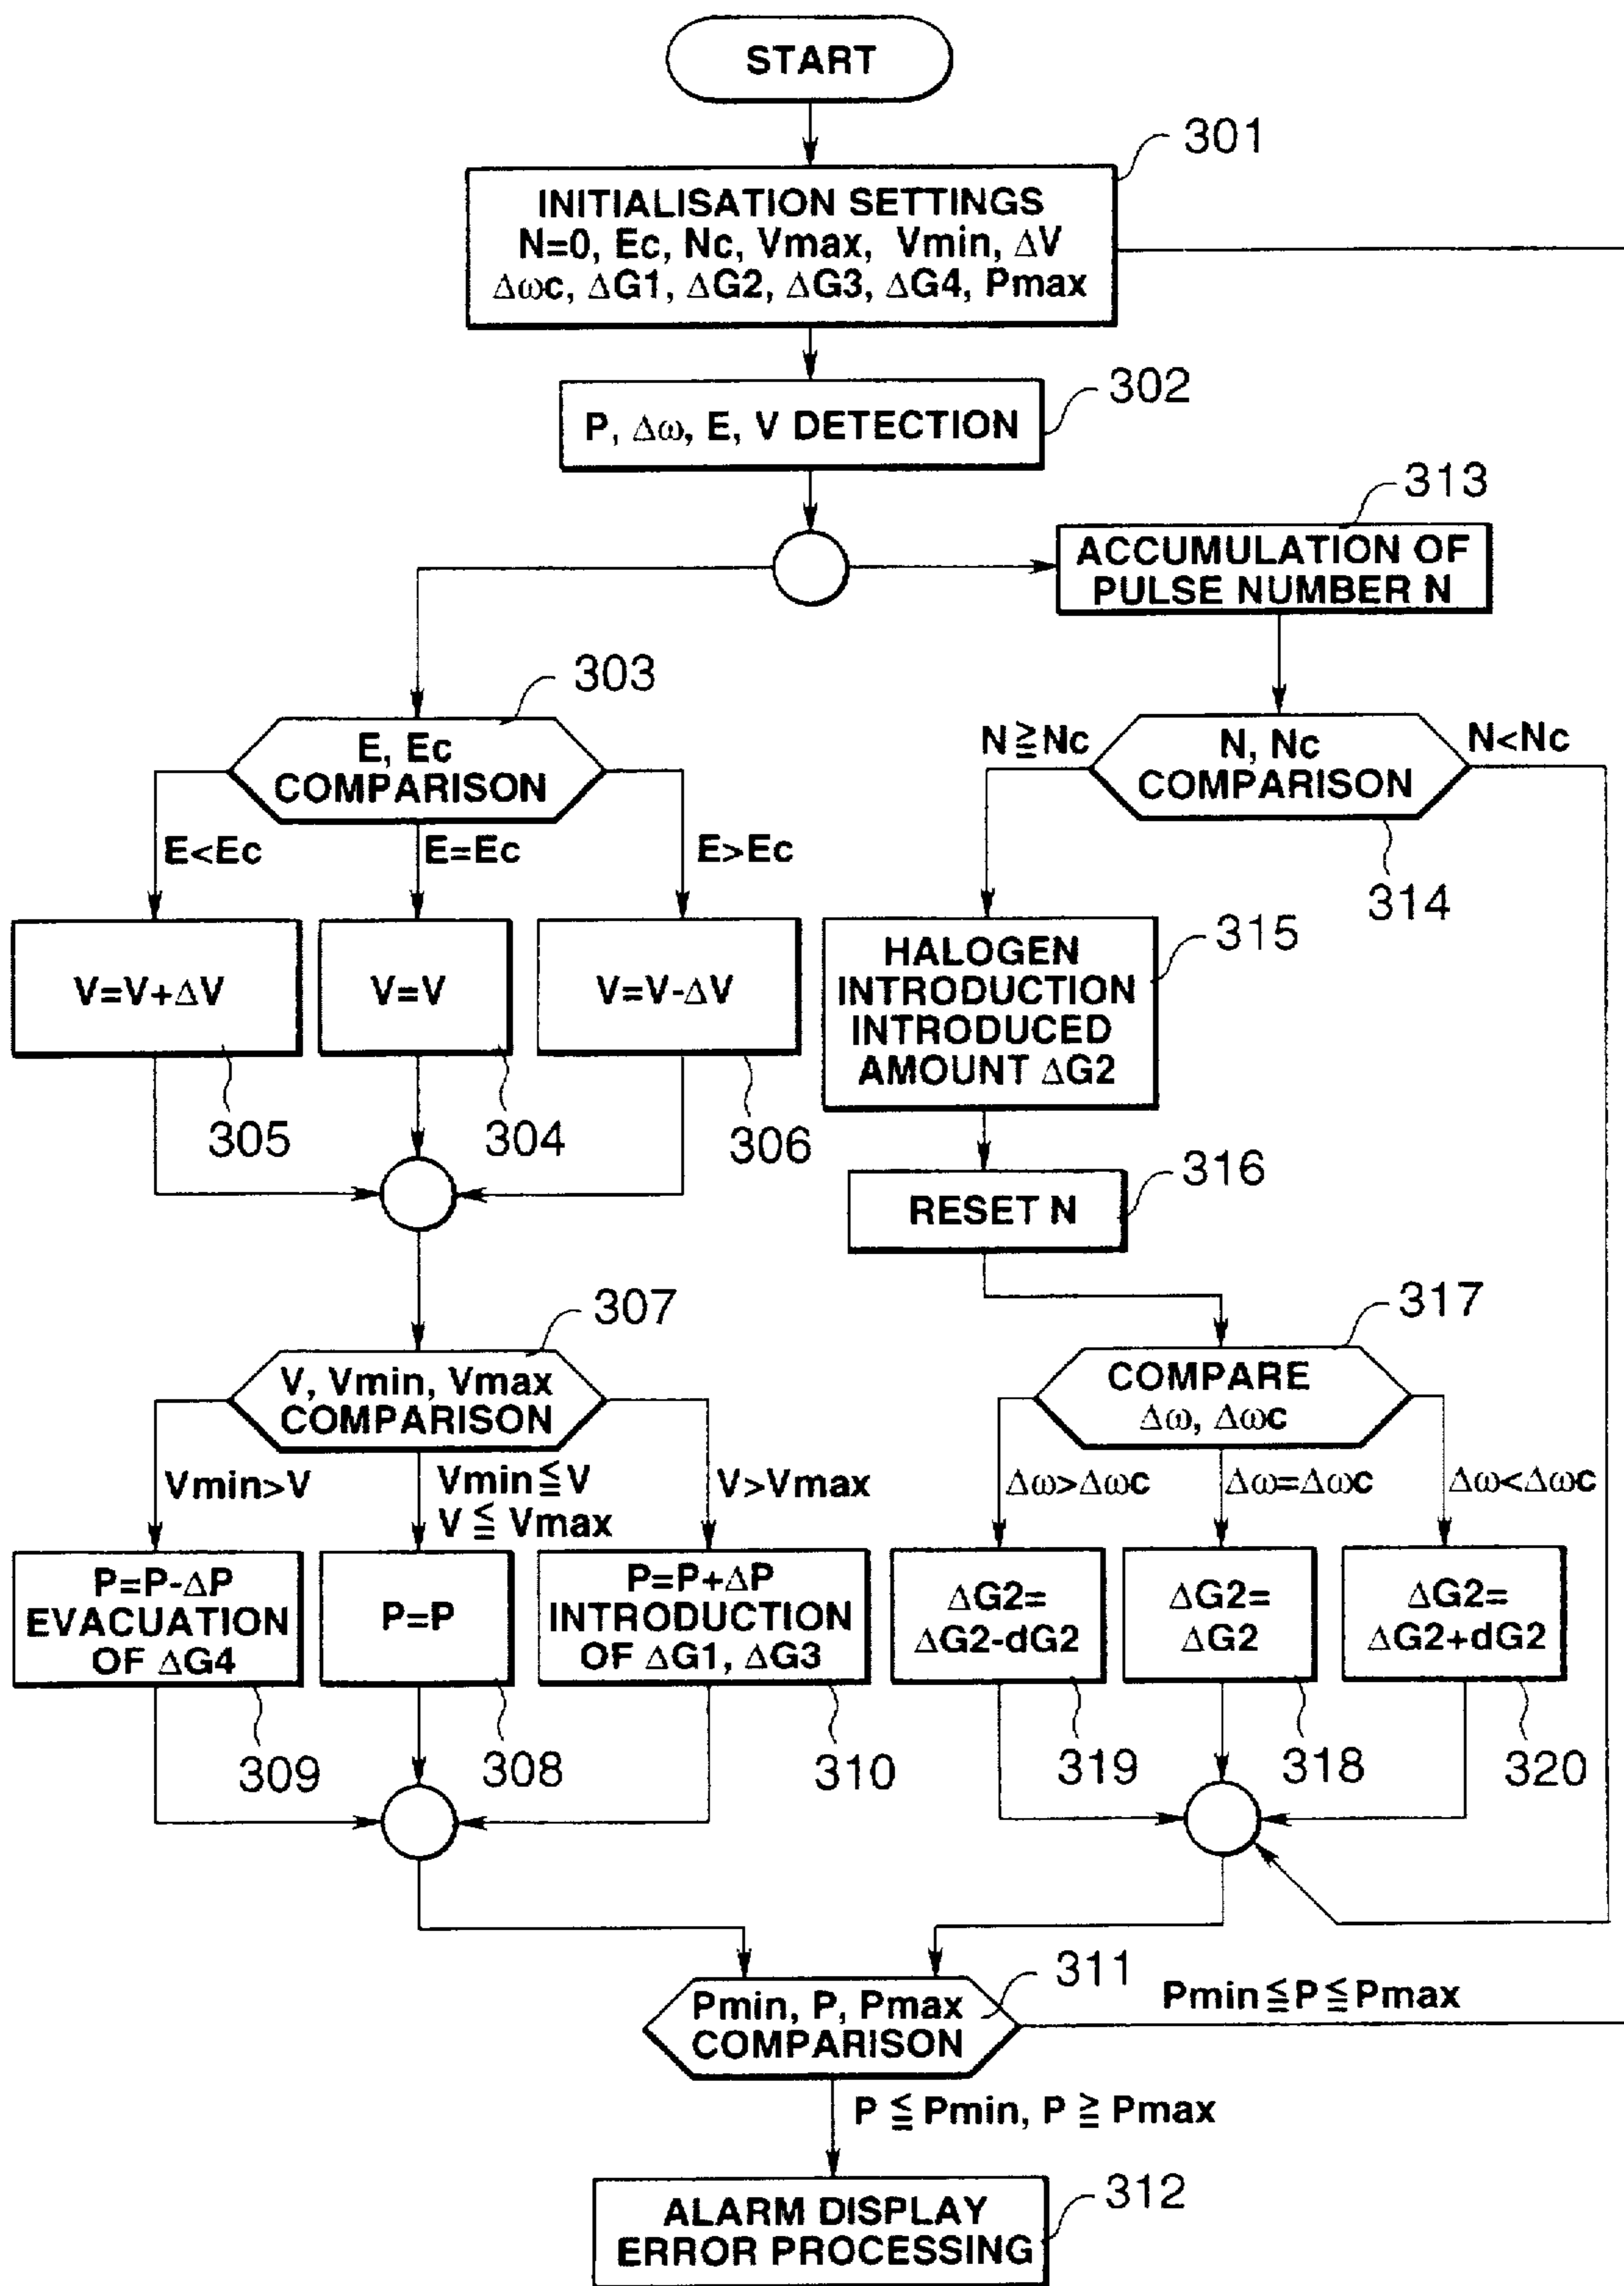 START
301
INITIALISATION SETTINGS
N=0, Ec, Nc, Vmax, Vmin, ΔV
Δωc, ΔG1, ΔG2, ΔG3, ΔG4, Pmax
302
P, Δω, E, V DETECTION
313
ACCUMULATION OF
PULSE NUMBER N
303
E, Ec
COMPARISON
N≧Nc
N, Nc
COMPARISON
N<Nc
314
E<Ec
E=Ec
E>Ec
V=V+ΔV
V=V
V=V-ΔV
305
304
306
315
HALOGEN
INTRODUCTION
INTRODUCED
AMOUNT ΔG2
316
RESET N
307
V, Vmin, Vmax
COMPARISON
317
COMPARE
Δω, Δωc
Vmin>V
Vmin≦V
V≦Vmax
V>Vmax
Δω>Δωc
Δω=Δωc
Δω<Δωc
P=P-ΔP
EVACUATION
OF ΔG4
P=P
P=P+ΔP
INTRODUCTION
OF ΔG1, ΔG3
ΔG2=
ΔG2-dG2
ΔG2=
ΔG2
ΔG2=
ΔG2+dG2
309
308
310
319
318
320
311
Pmin, P, Pmax
COMPARISON
Pmin≦P≦Pmax
P≦Pmin, P≧Pmax
312
ALARM DISPLAY
ERROR PROCESSING